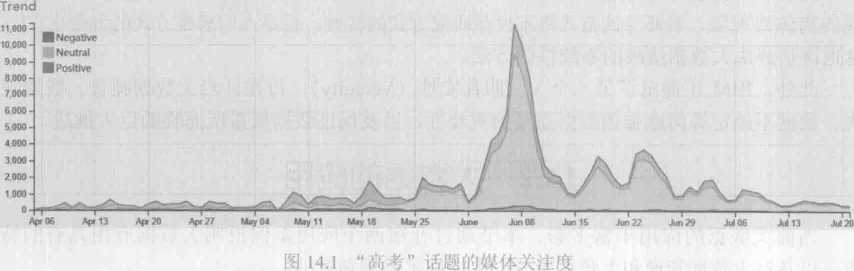 Trend
Negative
Neutral
Positive
11,000
10,000
9,000
8,000
7,000
6,000
5,000
4,000
3,000
2,000
1,000
0
Apr 06 Apr 13 Apr 20 Apr 27 May 04 May 11 May 18 May 25 June Jun 08 Jun 15 Jun 22 Jun 29 Jul 06 Jul 13 Jul 20
图 14.1 “高考”话题的媒体关注度